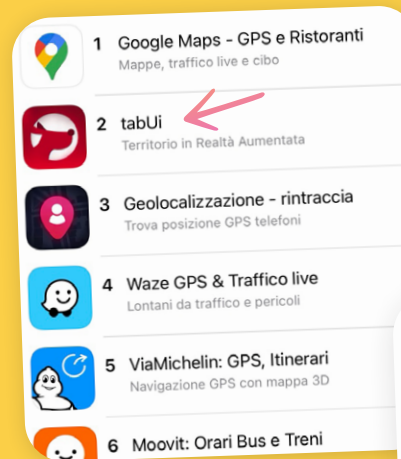 1 Google Maps - GPS e Ristoranti
Mappe, traffico live e cibo
2 tabUi
Territorio in Realtà Aumentata
3 Geolocalizzazione - rintraccia
Trova posizione GPS telefoni
4 Waze GPS & Traffico live
Lontani da traffico e pericoli
5 ViaMichelin: GPS, Itinerari
Navigazione GPS con mappa 3D
6 Moovit: Orari Bus e Treni